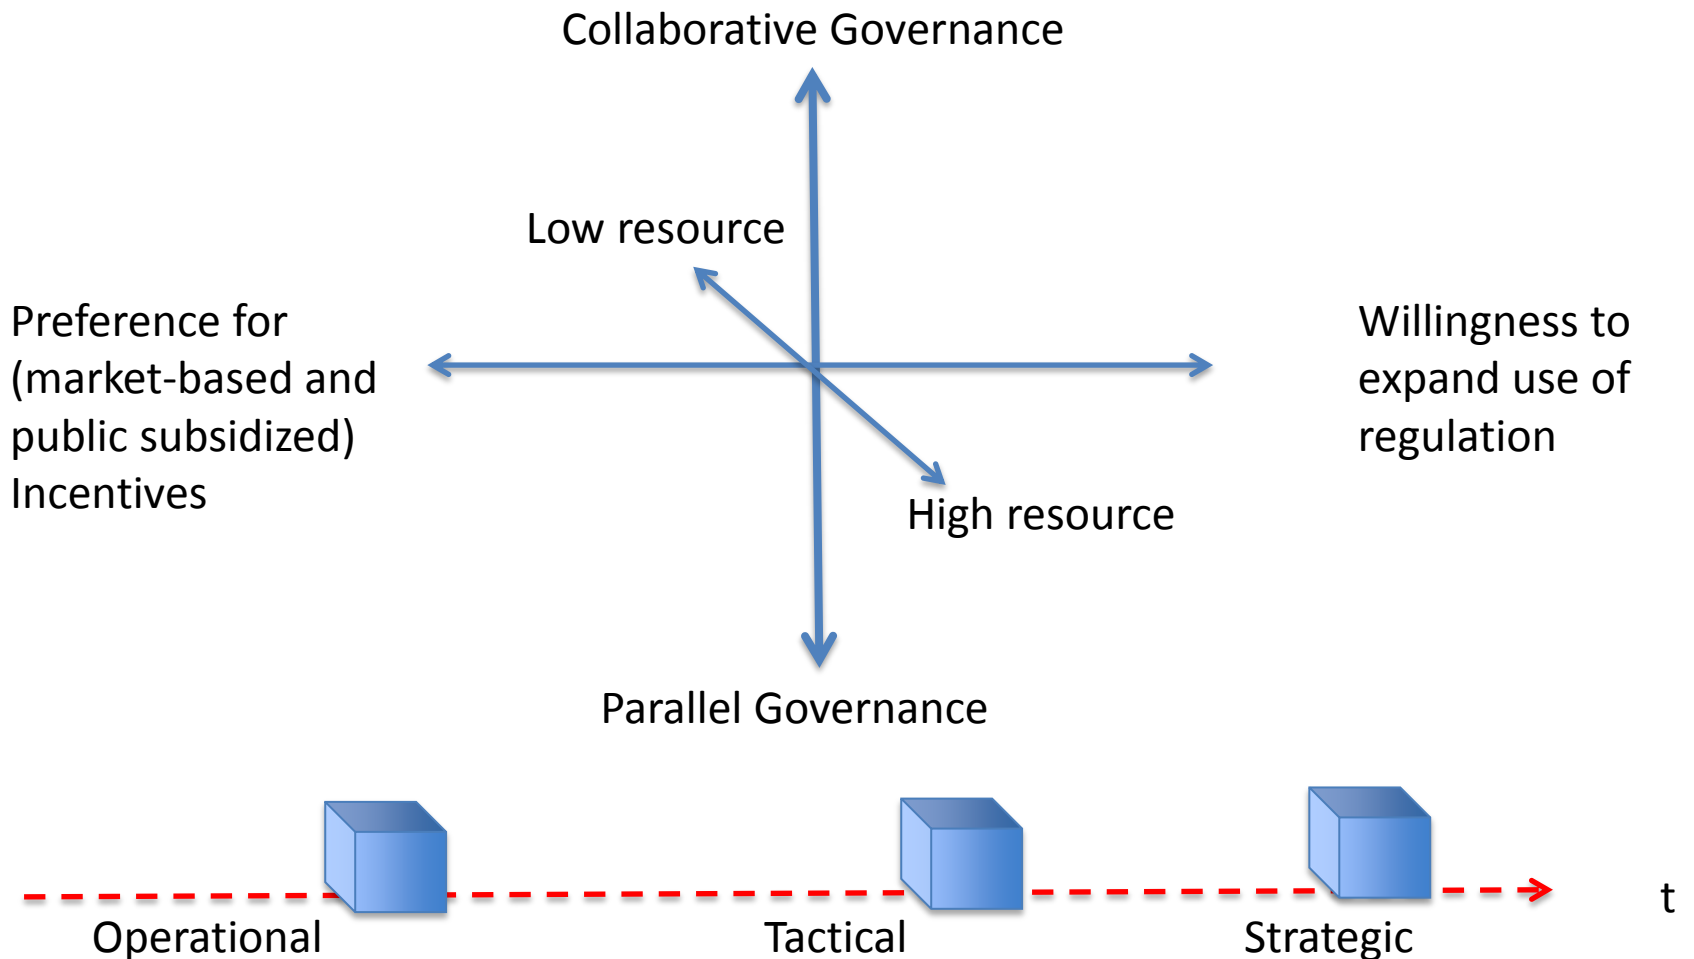 Collaborative Governance
Low resource
Preference for
(market-based and
public subsidized)
Incentives
Willingness to
expand use of
regulation
High resource
Parallel Governance
t
Operational
Tactical
Strategic